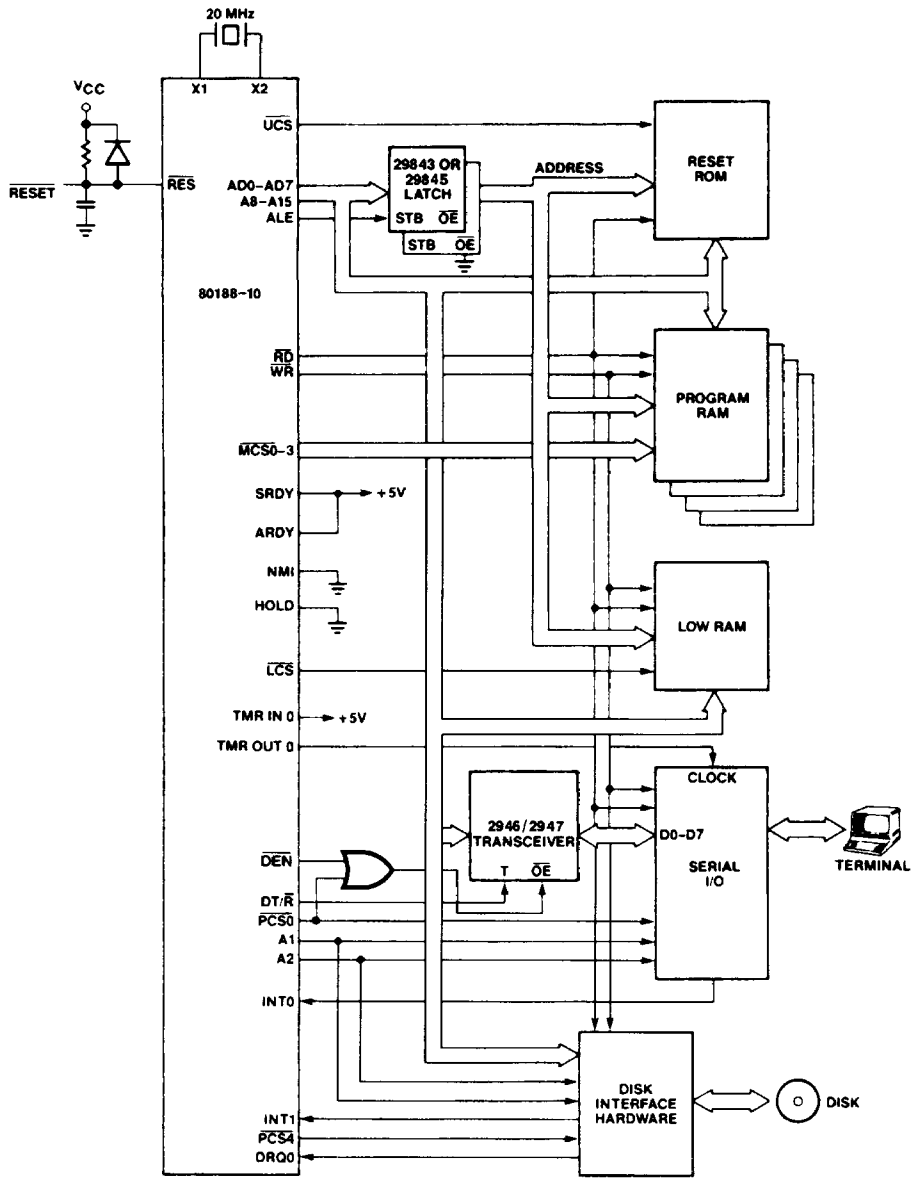 20 MHz
X1 X2
VCC
RESET
RES
UCS
AD0-AD7
A8-A15
ALE
29843 OR
29845
LATCH
STB OE
STB OE
ADDRESS
RESET
ROM
80188-10
RD
WR
PROGRAM
RAM
MCS0-3
SRDY
+5V
ARDY
NMI
HOLD
LOW RAM
LCS
TMR IN 0
+5V
TMR OUT 0
CLOCK
2946/2947
TRANSCEIVER
T OE
D0-D7
SERIAL
I/O
TERMINAL
DEN
DT/R
PCS0
A1
A2
INT0
DISK
INTERFACE
HARDWARE
DISK
INT1
PCS4
DRQ0